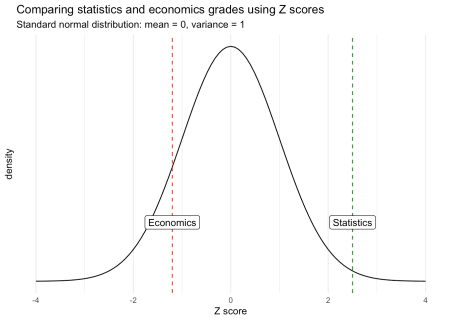 Comparing statistics and economics grades using Z scores
Standard normal distribution: mean = 0, variance = 1
density
Economics
Statistics
-4
-2
0
2
4
Z score